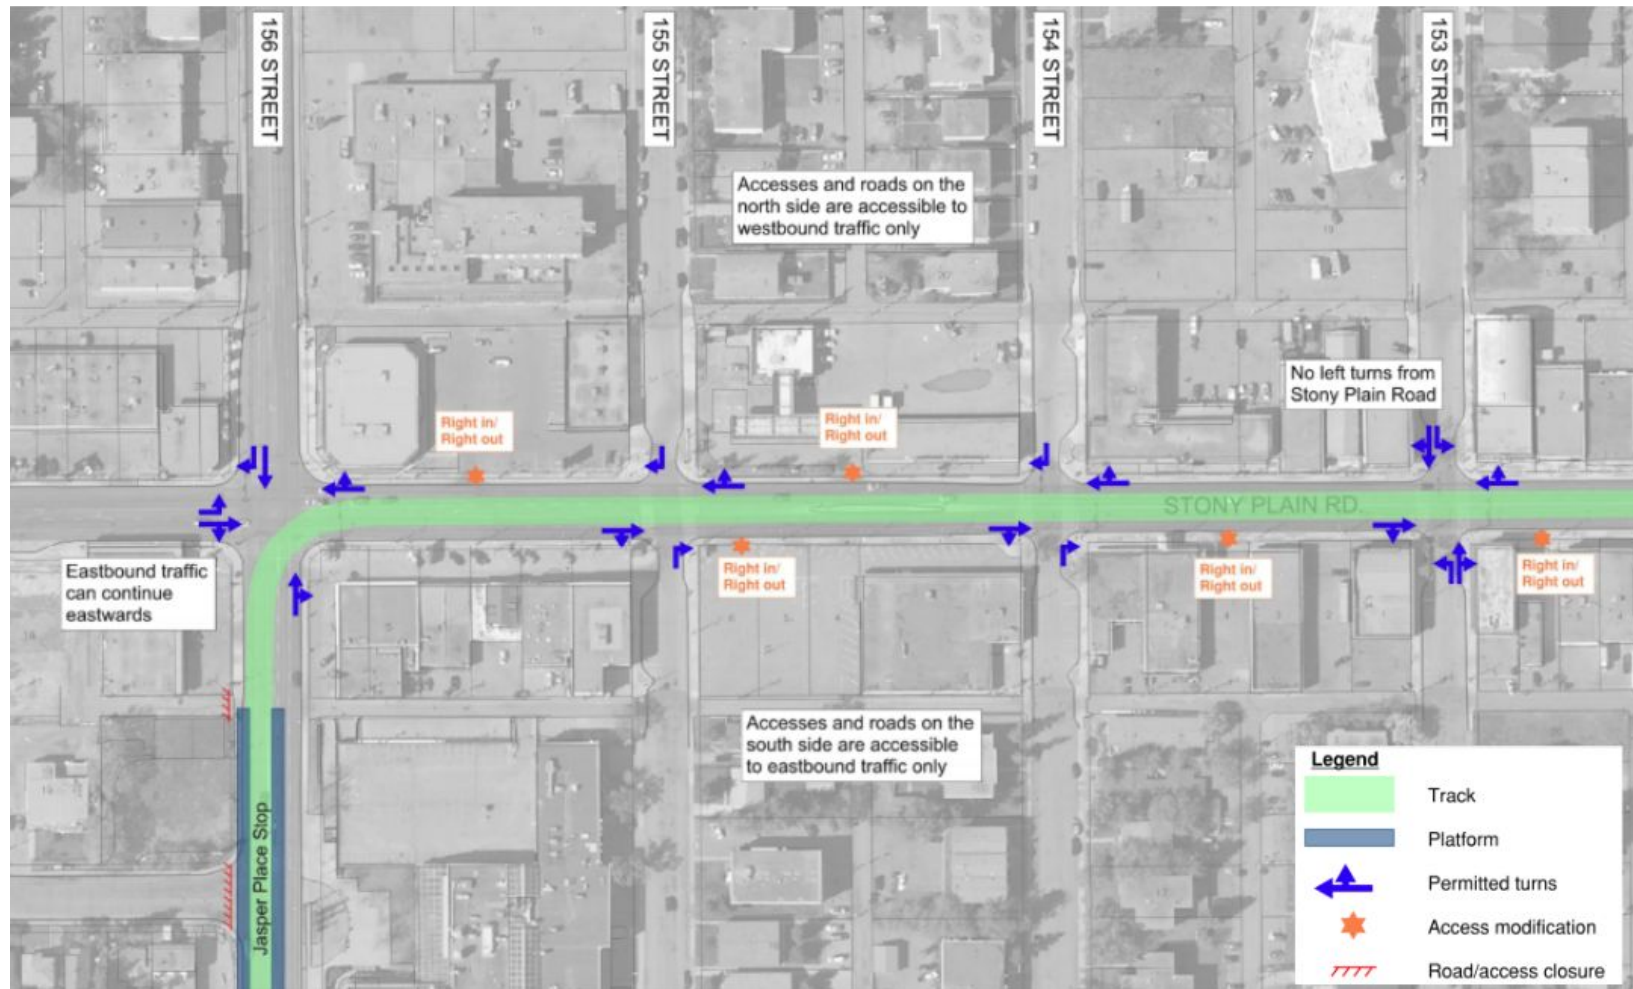 156 STREET
155 STREET
154 STREET
153 STREET
Accesses and roads on the
north side are accessible to
westbound traffic only
No left turns from
Stony Plain Road
Right in/
Right out
Right in/
Right out
STONY PLAIN RD.
Eastbound traffic
can continue
eastwards
Right in/
Right out
Right in/
Right out
Right in/
Right out
Accesses and roads on the
south side are accessible
to eastbound traffic only
Jasper Place Stop
Legend
Track
Platform
Permitted turns
Access modification
Road/access closure